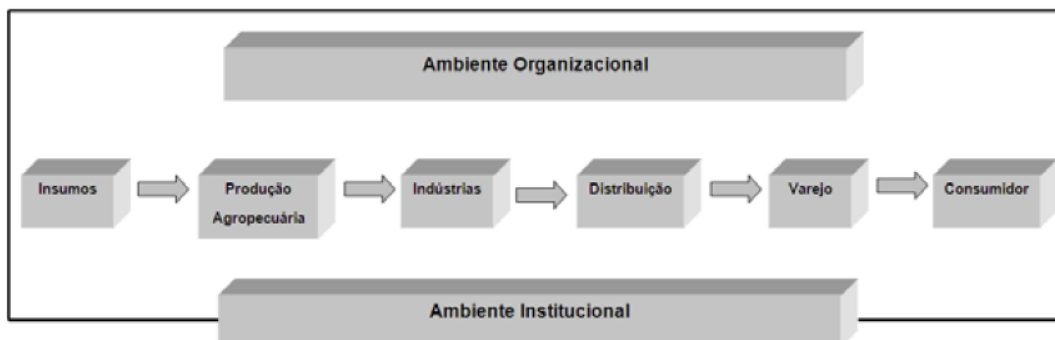 Ambiente Organizacional
Insumos
Produção
Agropecuária
Indústrias
Distribuição
Varejo
Consumidor
Ambiente Institucional